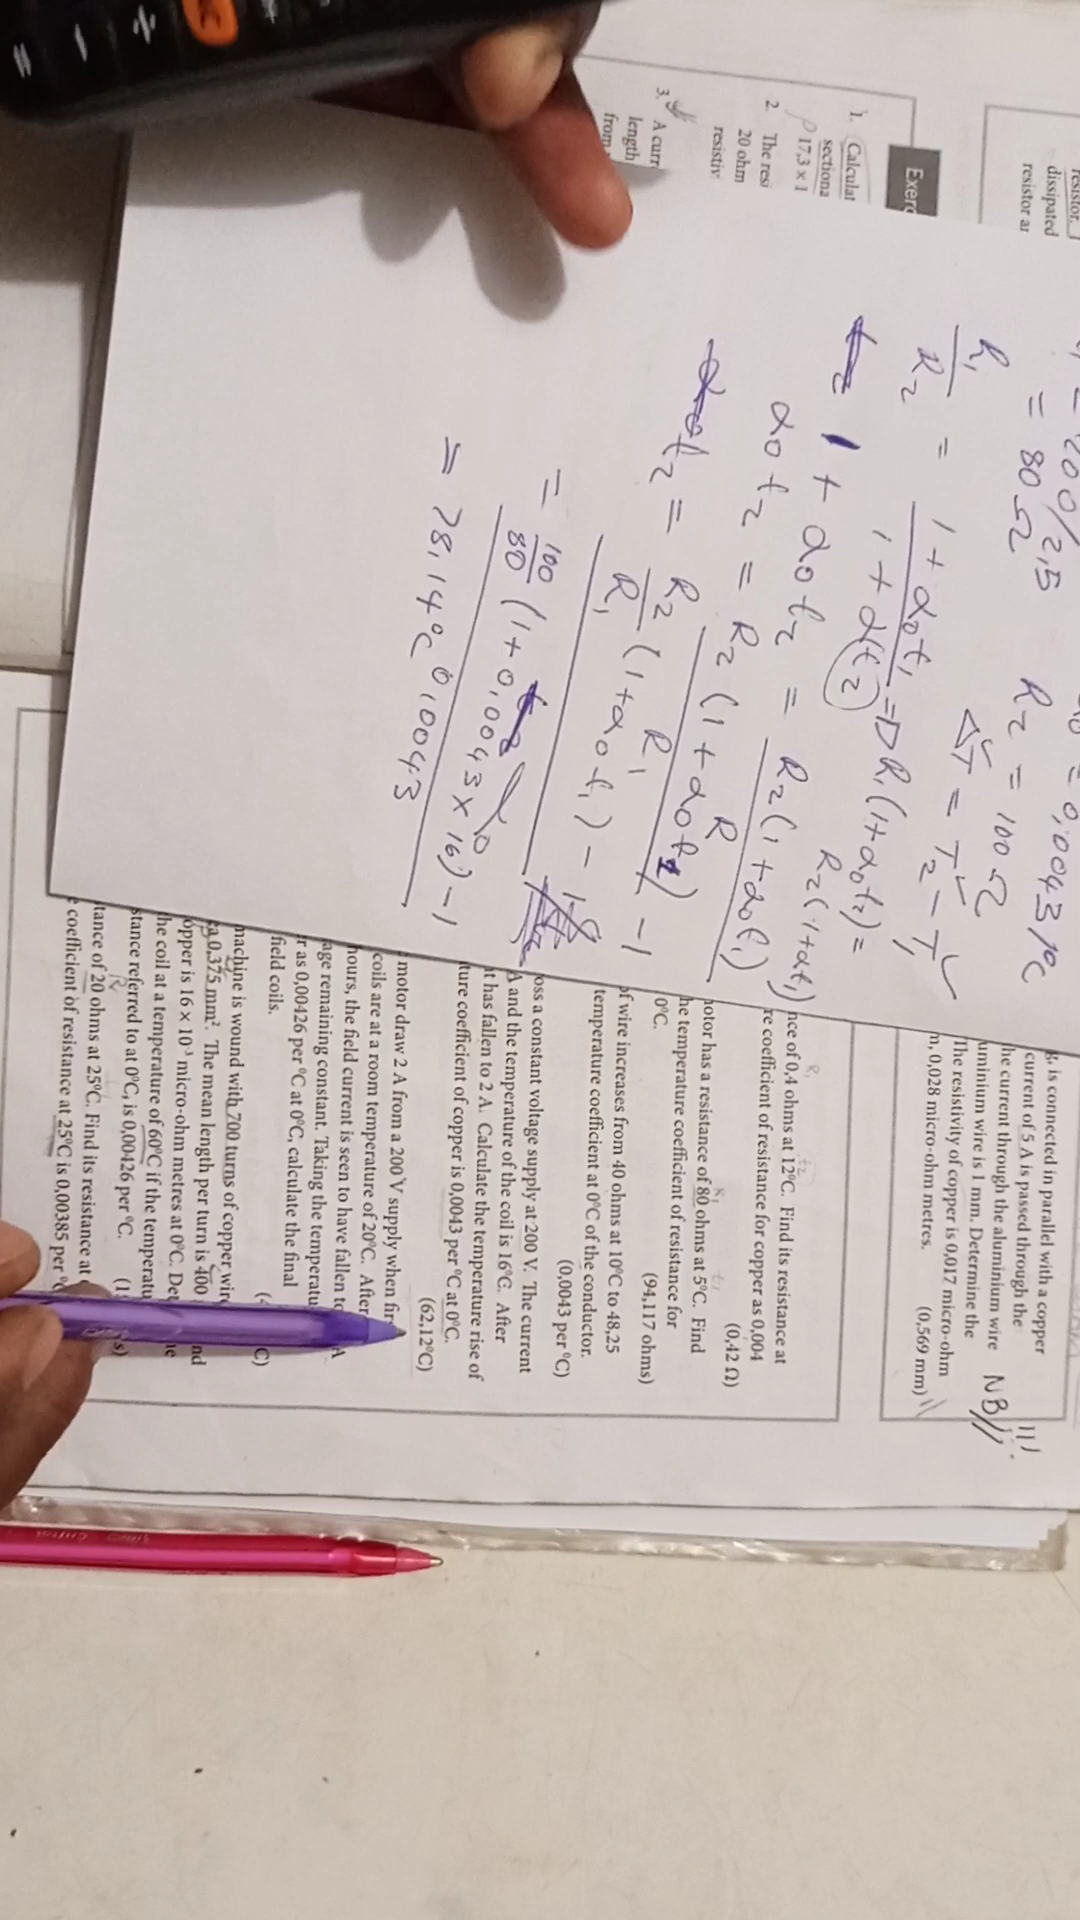 resistor.
dissipated
resistor ar
Exerc
1. Calculat
sectiona
17,3 x 1
2. The resi
20 ohm
resistiv
3. A curr
length
from
= 200/2,5
= 80 Ω
= 0,0043/°C
R2 = 100 Ω
ΔT = T2 - T1
R1/R2 = 1 + α0t1 / 1 + α(t2) => R1(1+α0t2) = R2(1+αt1)
1 + α0t2 = R2(1+α0t1) / R
α0t2 = R2(1+α0t1) / R1 - 1
t2 = R2/R1 (1+α0t1) - 1
= 100/80 (1+0,0043 x 16) - 1 / 0,0043
= 78,14°C
g, is connected in parallel with a copper
current of 5 A is passed through the
he current through the aluminium wire
uminium wire is 1 mm. Determine the
The resistivity of copper is 0,017 micro-ohm
m, 0,028 micro-ohm metres. (0,569 mm)
NB//
nce of 0,4 ohms at 12°C. Find its resistance at
re coefficient of resistance for copper as 0,004
(0,42 Ω)
notor has a resistance of 80 ohms at 5°C. Find
he temperature coefficient of resistance for
0°C. (94,117 ohms)
of wire increases from 40 ohms at 10°C to 48,25
temperature coefficient at 0°C of the conductor.
(0,0043 per °C)
oss a constant voltage supply at 200 V. The current
A and the temperature of the coil is 16°C. After
t has fallen to 2 A. Calculate the temperature rise of
ture coefficient of copper is 0,0043 per °C at 0°C.
(62,12°C)
motor draw 2 A from a 200 V supply when fir
coils are at a room temperature of 20°C. After
hours, the field current is seen to have fallen to A
age remaining constant. Taking the temperatu
r as 0,00426 per °C at 0°C, calculate the final
field coils. C)
machine is wound with 700 turns of copper wir
a 0,375 mm². The mean length per turn is 400
opper is 16 x 10⁻³ micro-ohm metres at 0°C. Det nd
he coil at a temperature of 60°C if the temperatu
stance referred to at 0°C, is 0,00426 per °C. s)
tance of 20 ohms at 25°C. Find its resistance at
e coefficient of resistance at 25°C is 0,00385 per °